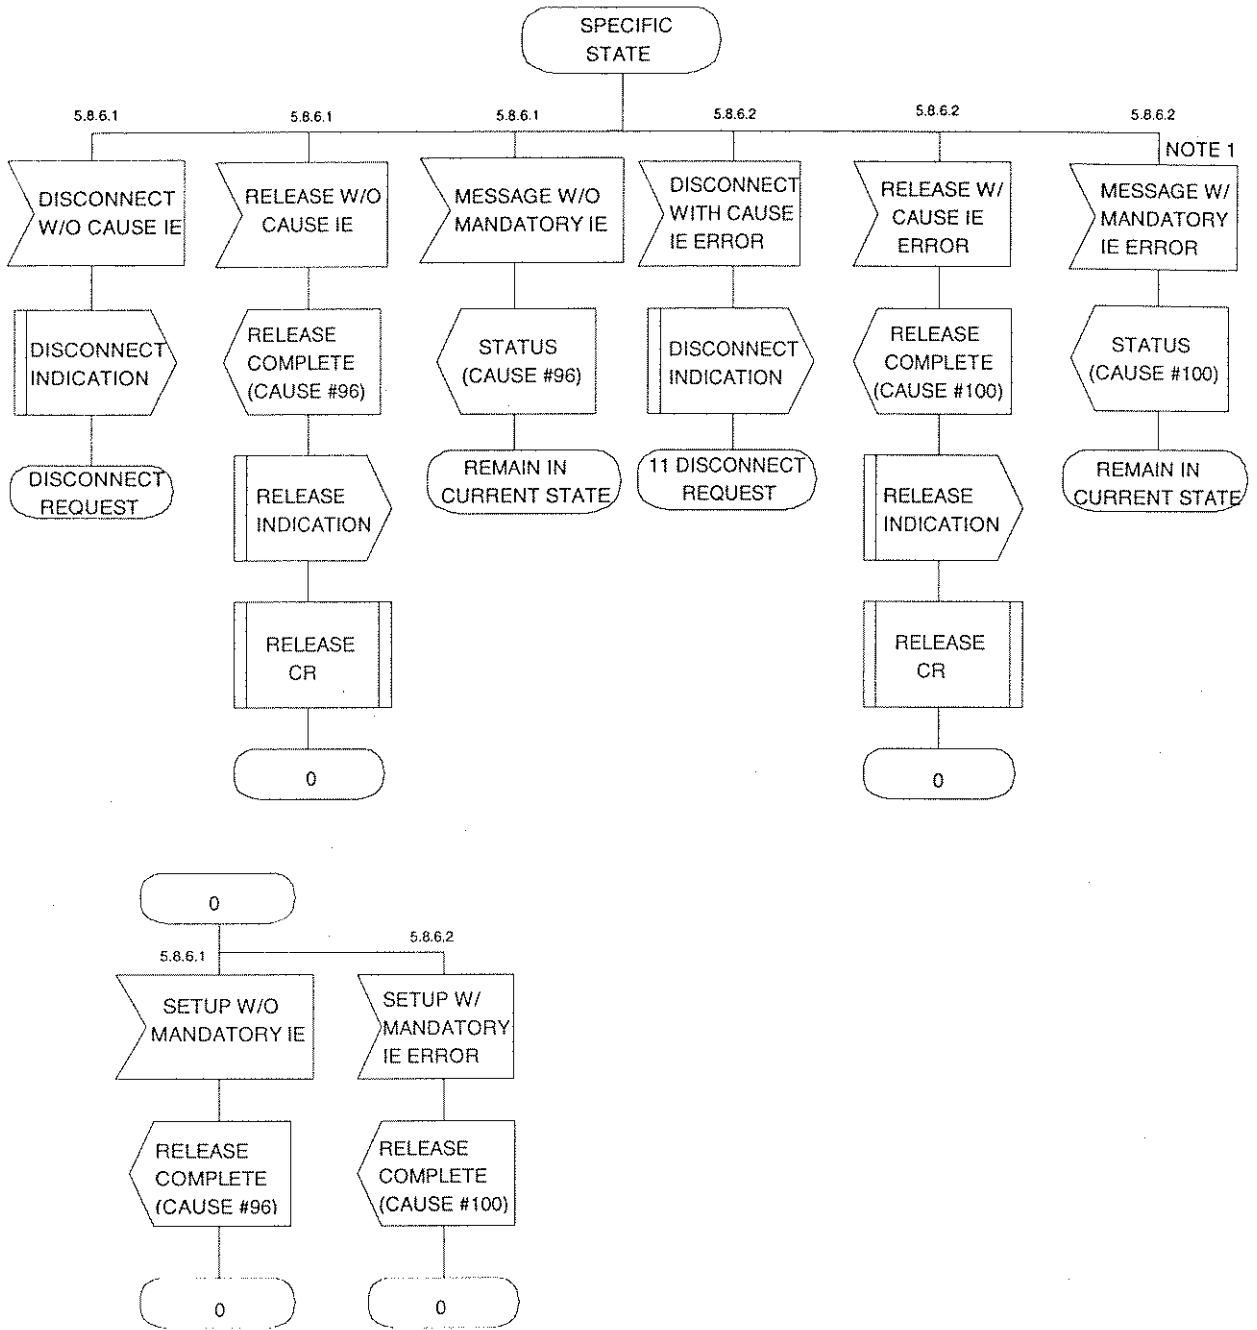 SPECIFIC
STATE
5.8.6.1
5.8.6.1
5.8.6.1
5.8.6.2
5.8.6.2
5.8.6.2
NOTE 1
DISCONNECT
W/O CAUSE IE
RELEASE W/O
CAUSE IE
MESSAGE W/O
MANDATORY IE
DISCONNECT
WITH CAUSE
IE ERROR
RELEASE W/
CAUSE IE
ERROR
MESSAGE W/
MANDATORY
IE ERROR
DISCONNECT
INDICATION
RELEASE
COMPLETE
(CAUSE #96)
STATUS
(CAUSE #96)
DISCONNECT
INDICATION
RELEASE
COMPLETE
(CAUSE #100)
STATUS
(CAUSE #100)
DISCONNECT
REQUEST
RELEASE
INDICATION
REMAIN IN
CURRENT STATE
11 DISCONNECT
REQUEST
RELEASE
INDICATION
REMAIN IN
CURRENT STATE
RELEASE
CR
RELEASE
CR
0
0
0
5.8.6.1
5.8.6.2
SETUP W/O
MANDATORY IE
SETUP W/
MANDATORY
IE ERROR
RELEASE
COMPLETE
(CAUSE #96)
RELEASE
COMPLETE
(CAUSE #100)
0
0